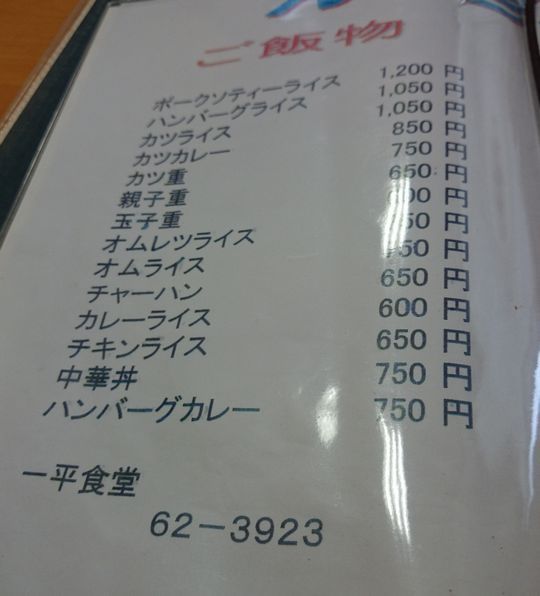 ご飯物
ポークソティーライス 1,200 円
ハンバーグライス 1,050 円
カツライス 1,050 円
カツカレー 850 円
カツ重 750 円
親子重 650 円
玉子重 円
オムレツライス 円
オムライス 円
チャーハン 650 円
カレーライス 600 円
チキンライス 650 円
中華丼 750 円
ハンバーグカレー 750 円
一平食堂
62－3923